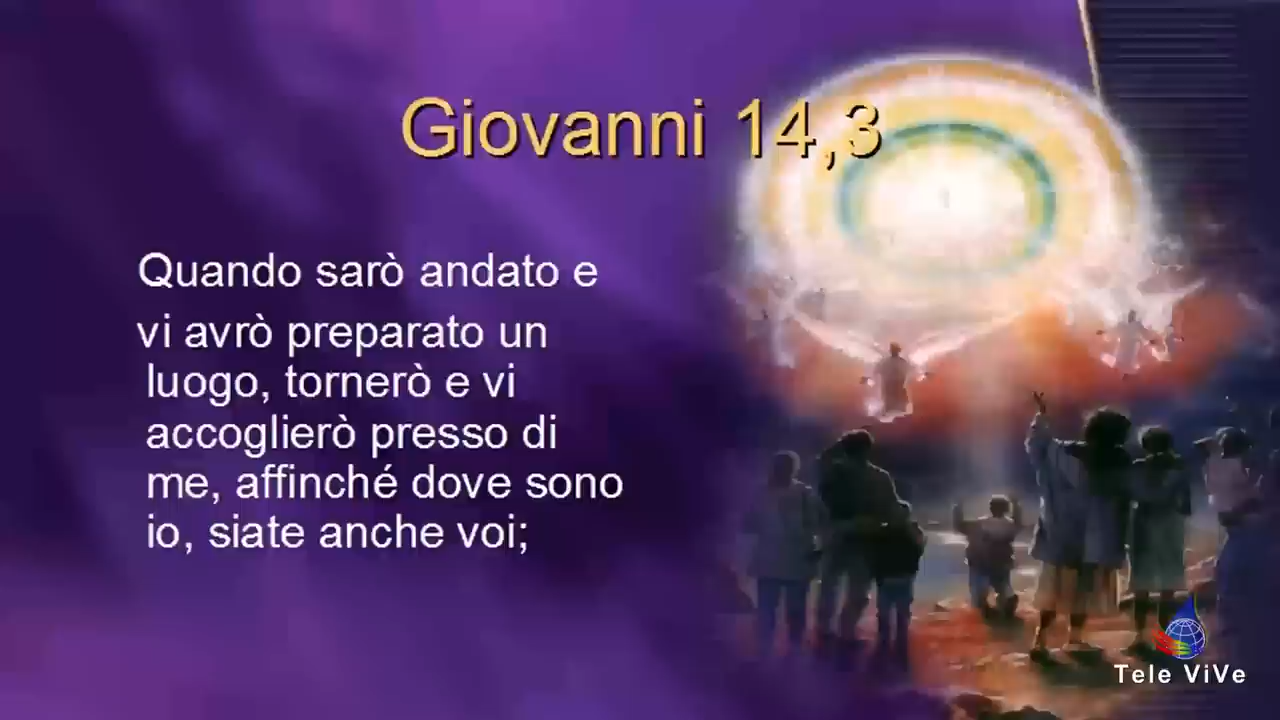 Giovanni 14,3
Quando sarò andato e
vi avrò preparato un
luogo, tornerò e vi
accoglierò presso di
me, affinché dove sono
io, siate anche voi;
Tele ViVe